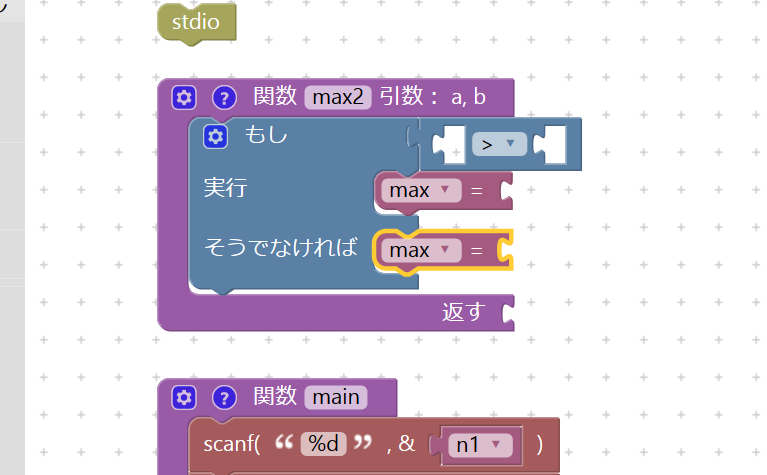 stdio
? 関数 max2 引数： a, b
もし >
実行 max =
そうでなければ max =
返す
? 関数 main
scanf( “ %d ” , & n1 )